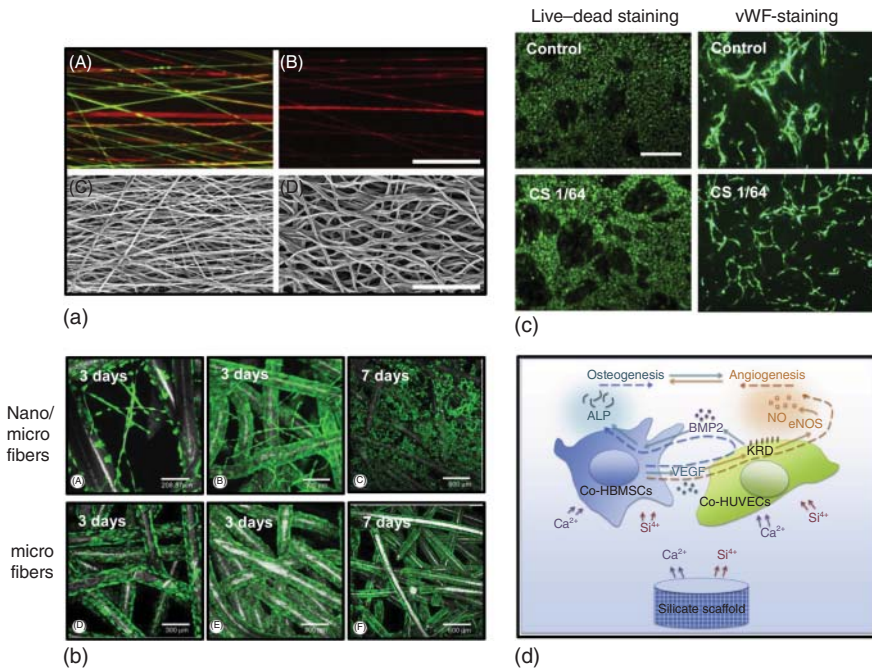 (A)
(B)
(C)
(D)
(a)
Live–dead staining
vWF-staining
Control
Control
CS 1/64
CS 1/64
(c)
Nano/
micro
fibers
micro
fibers
3 days
3 days
7 days
A
B
C
3 days
3 days
7 days
D
E
F
300 µm
(b)
Osteogenesis
Angiogenesis
ALP
NO
eNOS
BMP2
KRD
VEGF
Co-HBMSCs
Co-HUVECs
Ca²⁺
Si⁴⁺
Ca²⁺
Si⁴⁺
Ca²⁺
Si⁴⁺
Silicate scaffold
(d)